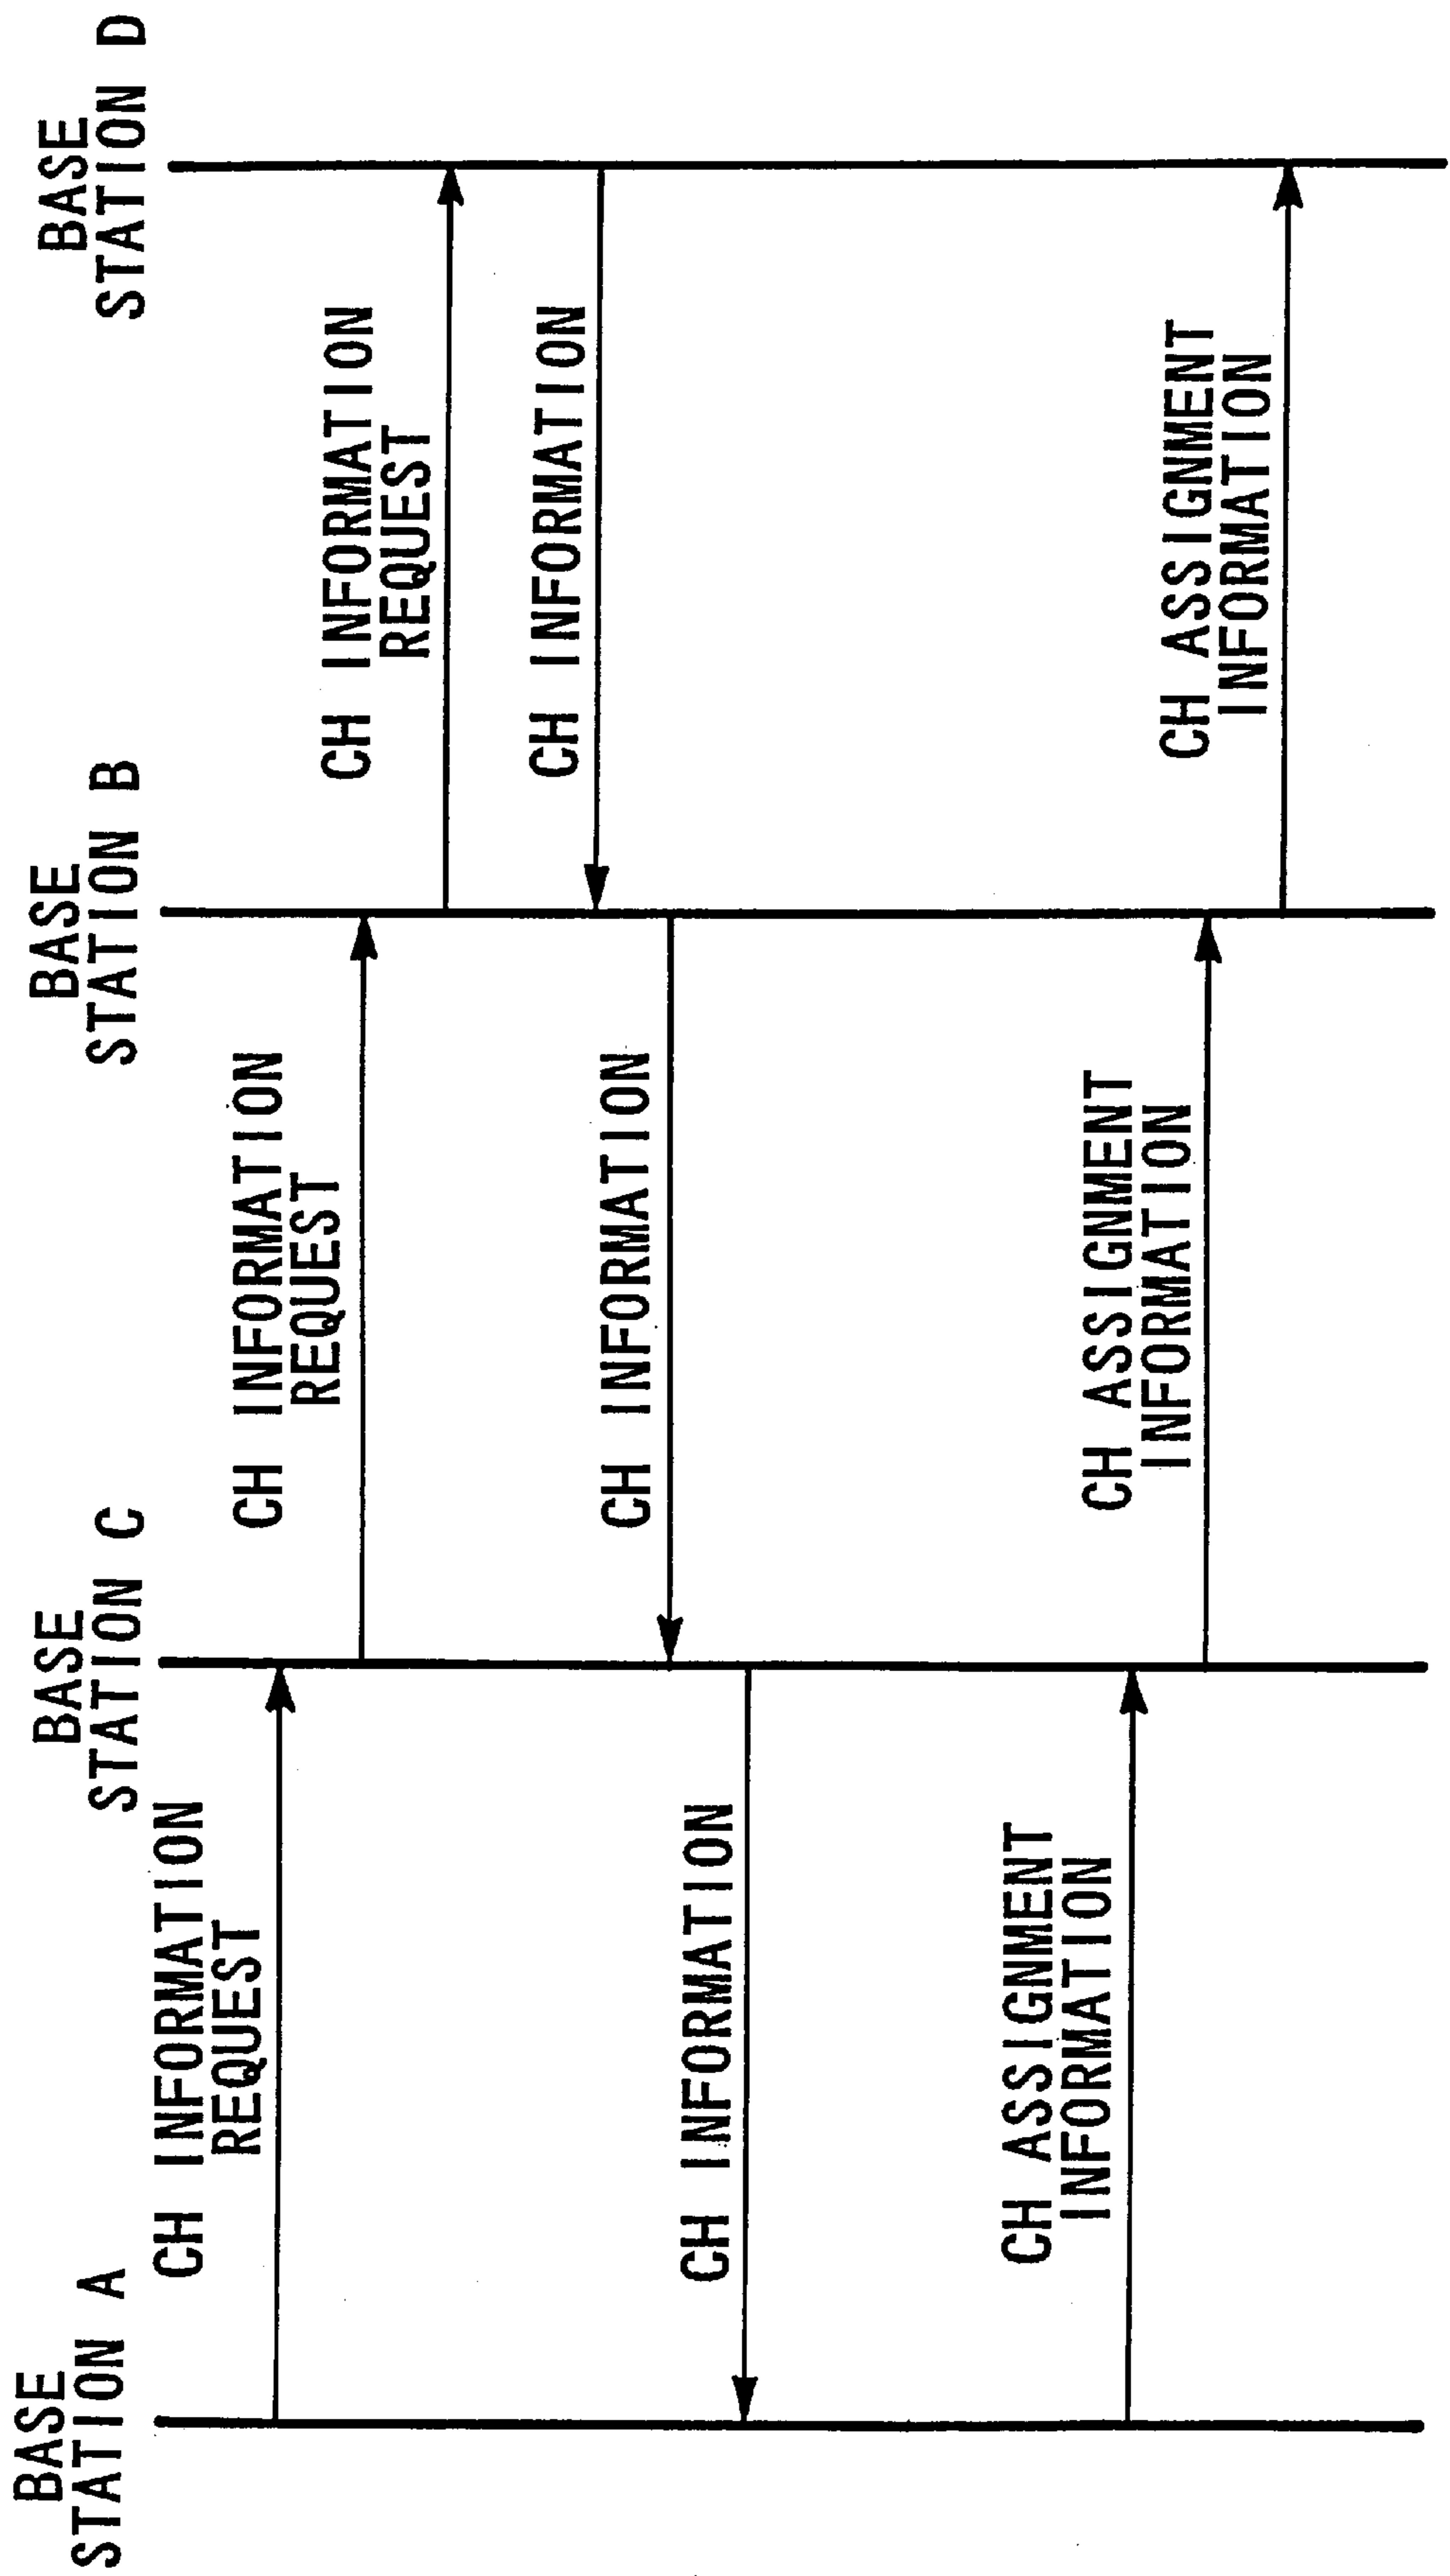 BASE
STATION A
BASE
STATION C
BASE
STATION B
BASE
STATION D
CH INFORMATION
REQUEST
CH INFORMATION
REQUEST
CH INFORMATION
REQUEST
CH INFORMATION
CH INFORMATION
CH INFORMATION
CH ASSIGNMENT
INFORMATION
CH ASSIGNMENT
INFORMATION
CH ASSIGNMENT
INFORMATION